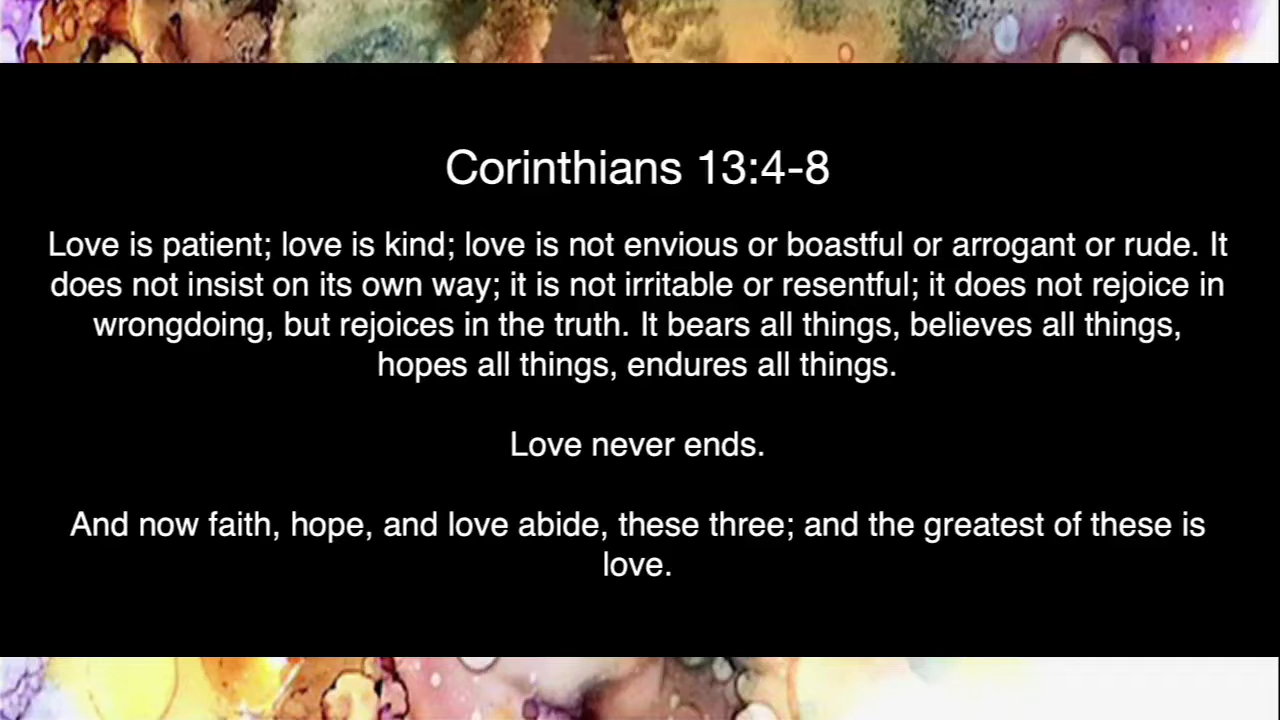 Corinthians 13:4-8
Love is patient; love is kind; love is not envious or boastful or arrogant or rude. It
does not insist on its own way; it is not irritable or resentful; it does not rejoice in
wrongdoing, but rejoices in the truth. It bears all things, believes all things,
hopes all things, endures all things.
Love never ends.
And now faith, hope, and love abide, these three; and the greatest of these is
love.